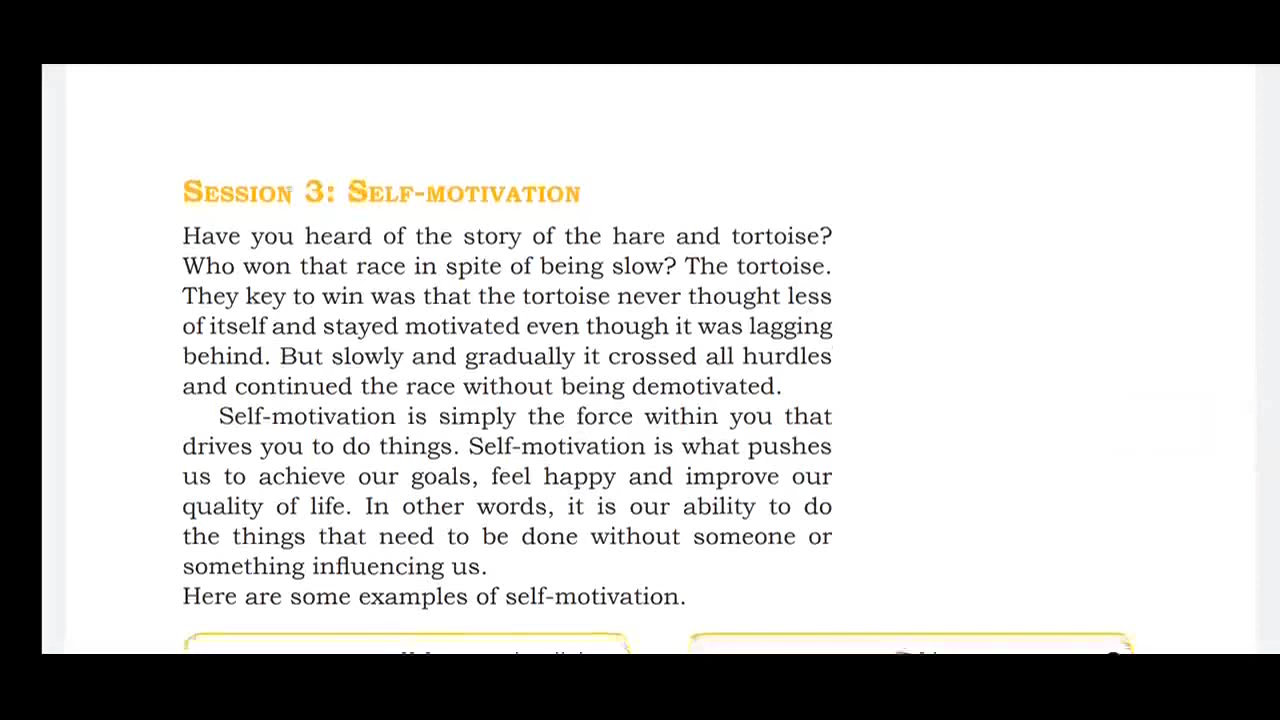 SESSION 3: SELF-MOTIVATION
Have you heard of the story of the hare and tortoise?
Who won that race in spite of being slow? The tortoise.
They key to win was that the tortoise never thought less
of itself and stayed motivated even though it was lagging
behind. But slowly and gradually it crossed all hurdles
and continued the race without being demotivated.
Self-motivation is simply the force within you that
drives you to do things. Self-motivation is what pushes
us to achieve our goals, feel happy and improve our
quality of life. In other words, it is our ability to do
the things that need to be done without someone or
something influencing us.
Here are some examples of self-motivation.